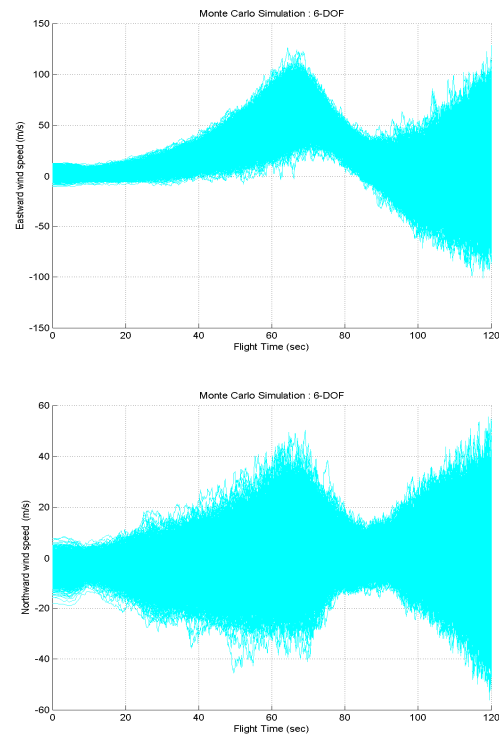 Monte Carlo Simulation : 6-DOF
150
100
50
0
-50
-100
-150
Eastward wind speed (m/s)
0 20 40 60 80 100 120
Flight Time (sec)
Monte Carlo Simulation : 6-DOF
60
40
20
0
-20
-40
-60
Northward wind speed (m/s)
0 20 40 60 80 100 120
Flight Time (sec)